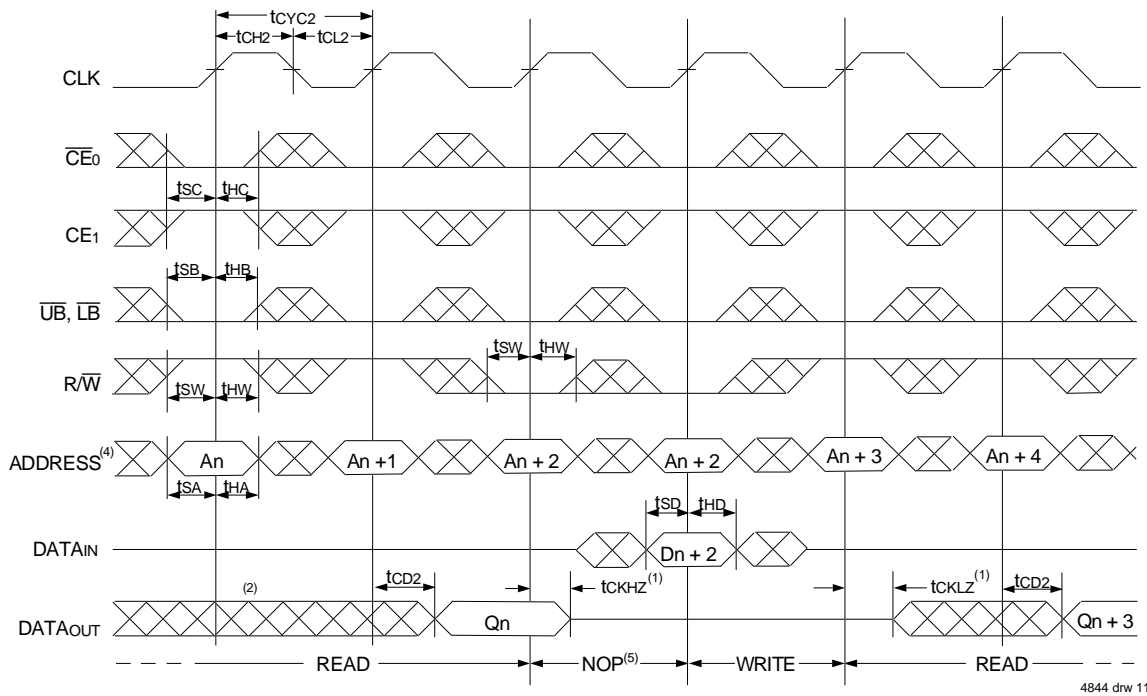 tCYC2
tCH2 tCL2
CLK
CE0
tSC tHC
CE1
tSB tHB
UB, LB
tSW tHW
R/W
tSW tHW
ADDRESS(4) An An +1 An + 2 An + 2 An + 3 An + 4
tSA tHA
tSD tHD
DATAIN Dn + 2
tCD2 tCKHZ(1) tCKLZ(1) tCD2
(2)
DATAOUT Qn Qn + 3
READ NOP(5) WRITE READ
4844 drw 11